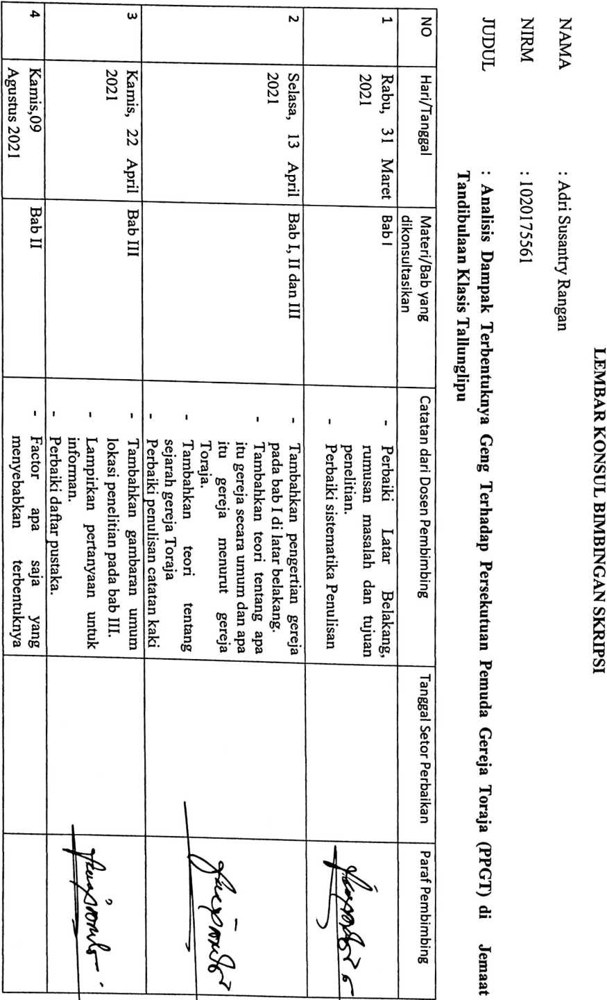 LEMBAR KONSUL BIMBINGAN SKRIPSI
NAMA : Adri Susantry Rangan
NIRM : 1020175561
JUDUL : Analisis Dampak Terbentuknya Geng Terhadap Persekutuan Pemuda Gereja Toraja (PPGT) di Jemaat
Tandibulaan Klasis Tallunglipu
NO
Hari/Tanggal
Materi/Bab yang
dikonsultasikan
Catatan dari Dosen Pembimbing
Tanggal Setor Perbaikan
Paraf Pembimbing
1
Rabu, 31 Maret
2021
Bab I
- Perbaiki Latar Belakang,
rumusan masalah dan tujuan
penelitian.
- Perbaiki sistematika Penulisan
2
Selasa, 13 April
2021
Bab I, II dan III
- Tambahkan pengertian gereja
pada bab I di latar belakang.
- Tambahkan teori tentang apa
itu gereja secara umum dan apa
itu gereja menurut gereja
Toraja.
- Tambahkan teori tentang
sejarah gereja Toraja
- Perbaiki penulisan catatan kaki
3
Kamis, 22 April
2021
Bab III
- Tambahkan gambaran umum
lokasi penelitian pada bab III.
- Lampirkan pertanyaan untuk
informan.
- Perbaiki daftar pustaka.
4
Kamis,09
Agustus 2021
Bab II
- Factor apa saja yang
menyebabkan terbentuknya